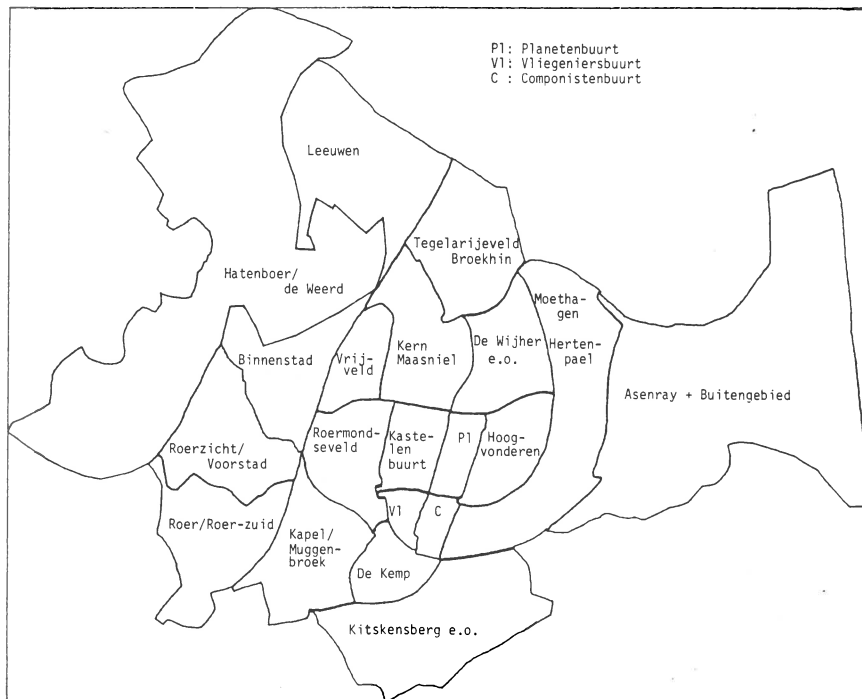 Pl: Planetenbuurt
Vl: Vliegeniersbuurt
C : Componistenbuurt
Leeuwen
Tegelarijeveld
Broekhin
Hatenboer/
de Weerd
Moetha-
gen
Binnenstad
Vrij-
veld
Kern
Maasniel
De Wijher
e.o.
Herten-
pael
Asenray + Buitengebied
Roerzicht/
Voorstad
Roermond-
seveld
Kaste-
len
buurt
Pl
Hoog-
vonderen
Roer/Roer-zuid
Kapel/
Muggen-
broek
Vl
C
De Kemp
Kitskensberg e.o.